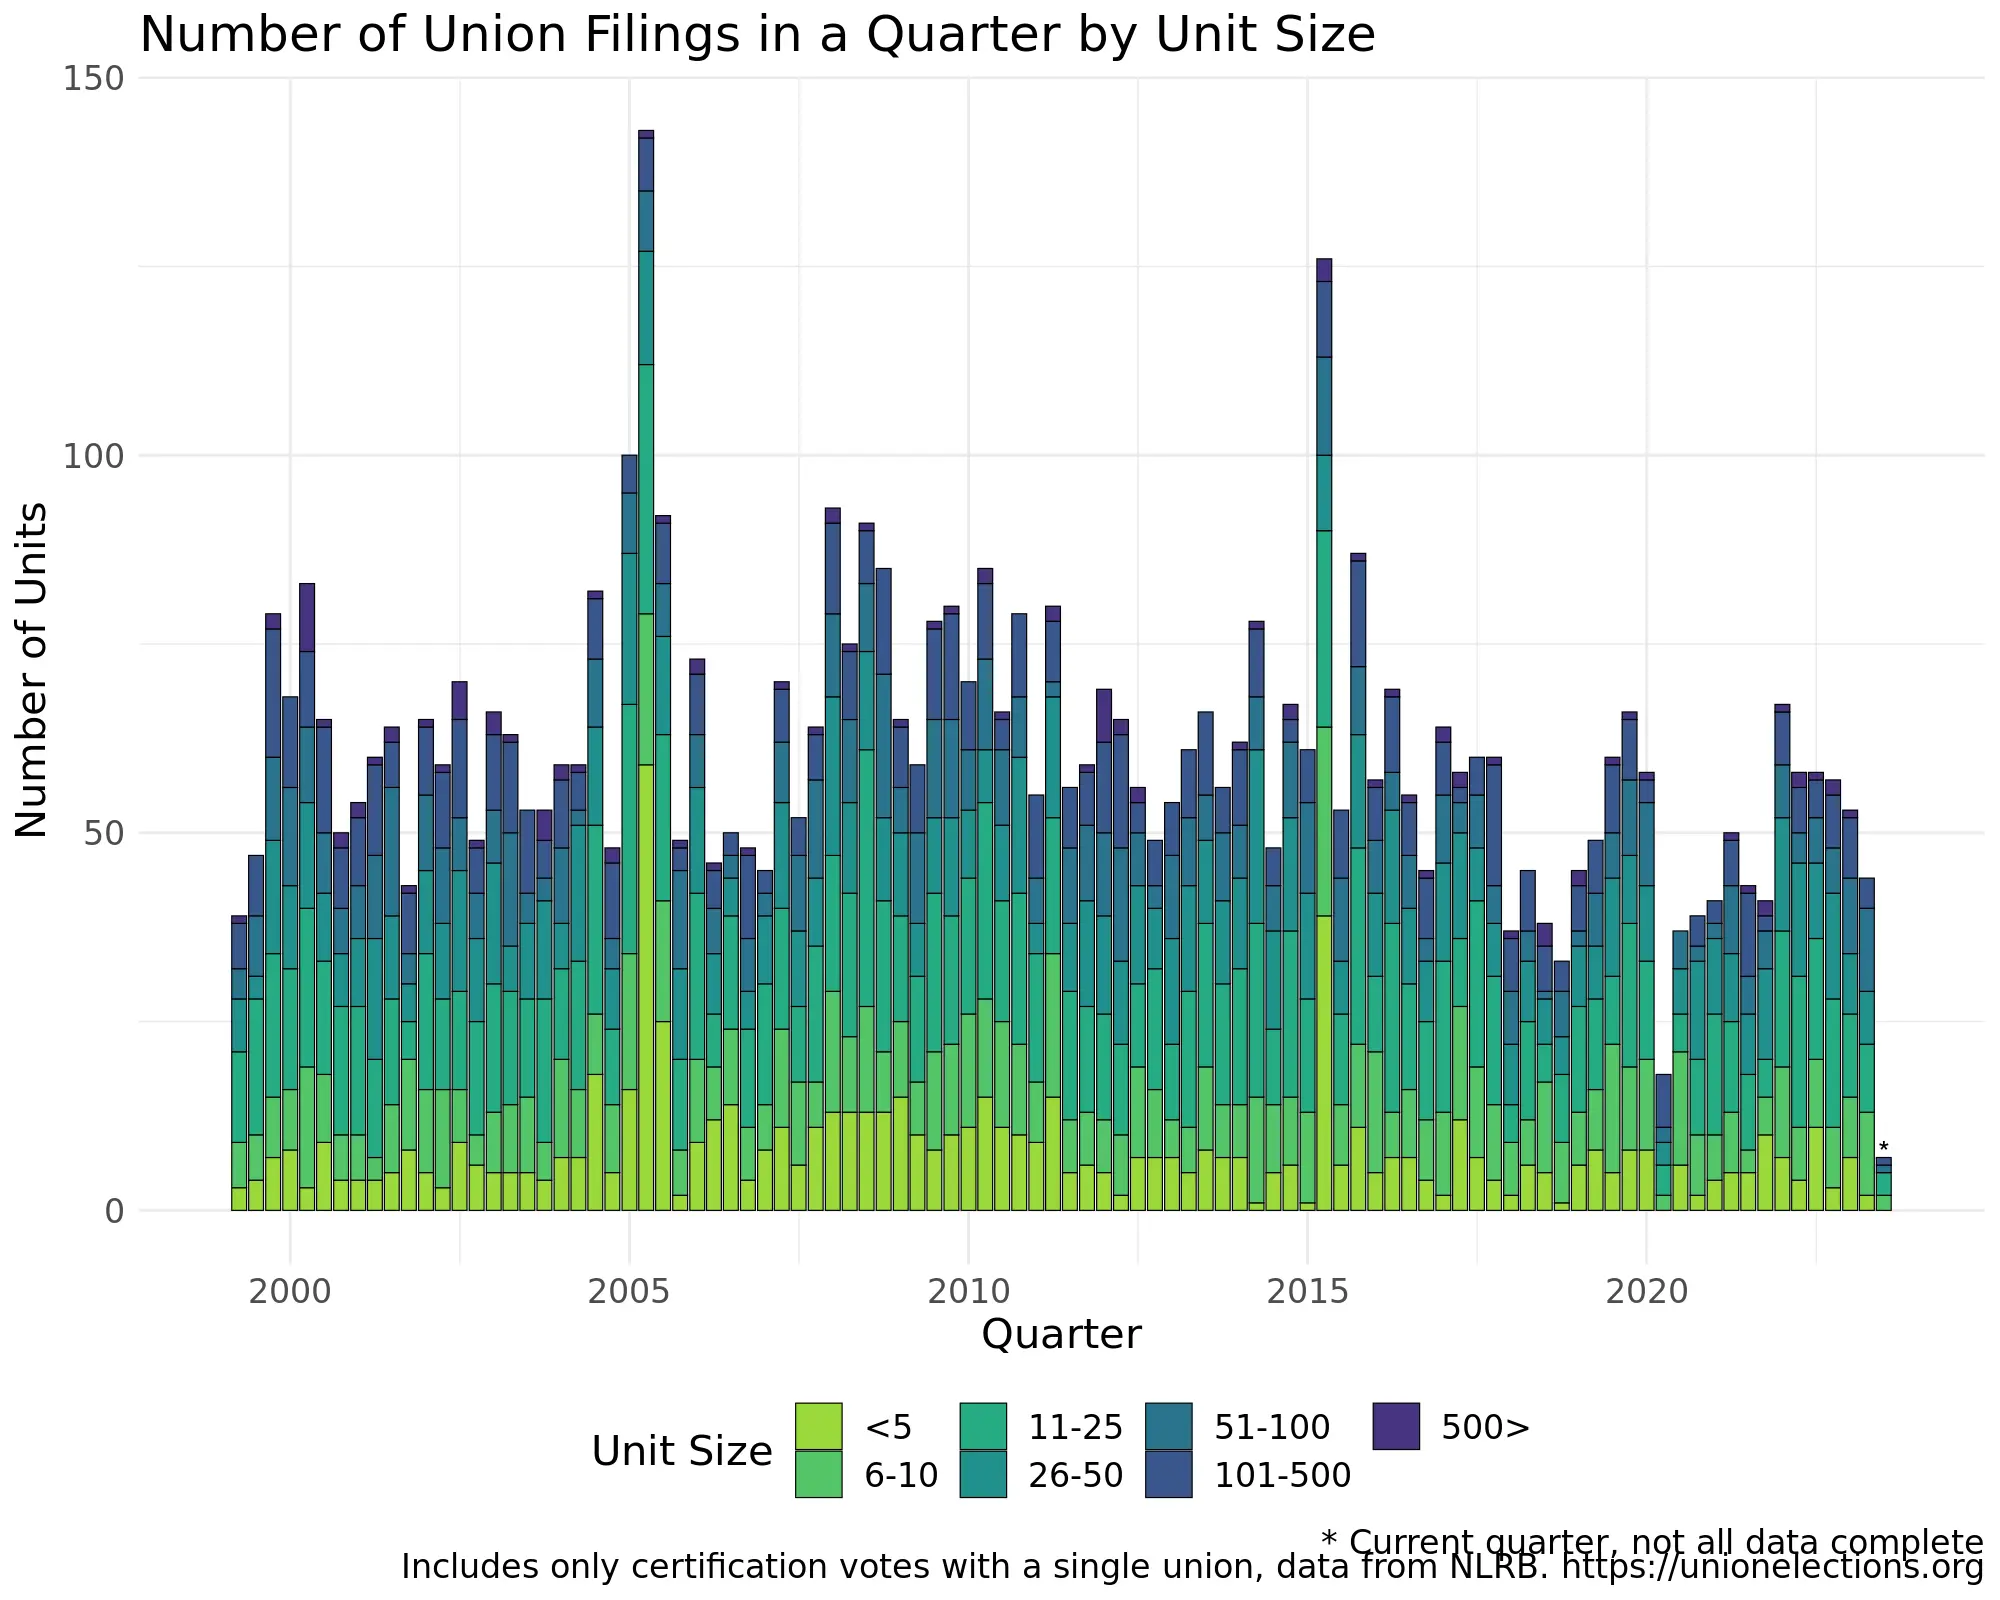 Number of Union Filings in a Quarter by Unit Size
150
100
50
0
Number of Units
*
2000 2005 2010 2015 2020
Quarter
Unit Size
<5 11-25 51-100 500>
6-10 26-50 101-500
* Current quarter, not all data complete
Includes only certification votes with a single union, data from NLRB. https://unionelections.org